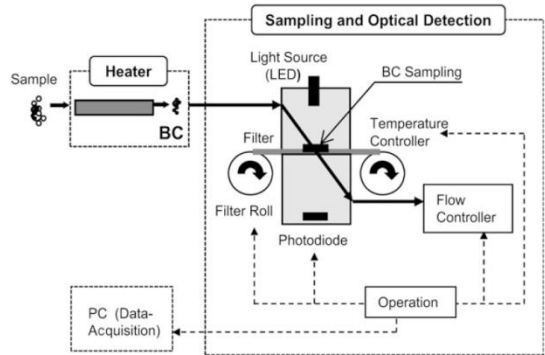 Sampling and Optical Detection
Heater
Sample
BC
Light Source
(LED)
BC Sampling
Filter
Temperature
Controller
Filter Roll
Photodiode
Flow
Controller
Operation
PC (Data-
Acquisition)